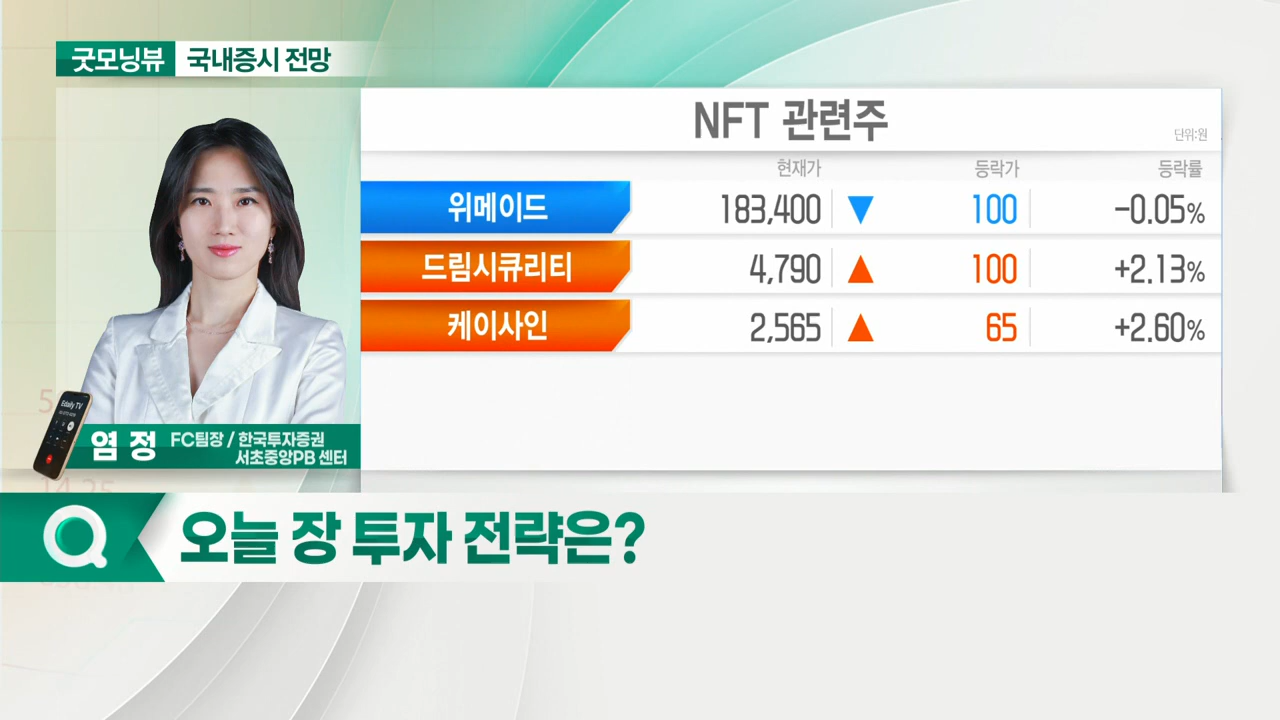 굿모닝뷰 국내증시 전망
NFT 관련주
단위:원
현재가 등락가 등락률
위메이드 183,400 ▼ 100 -0.05%
드림시큐리티 4,790 ▲ 100 +2.13%
케이사인 2,565 ▲ 65 +2.60%
Edaily TV
염 정 FC팀장 / 한국투자증권
서초중앙PB 센터
오늘 장 투자 전략은?